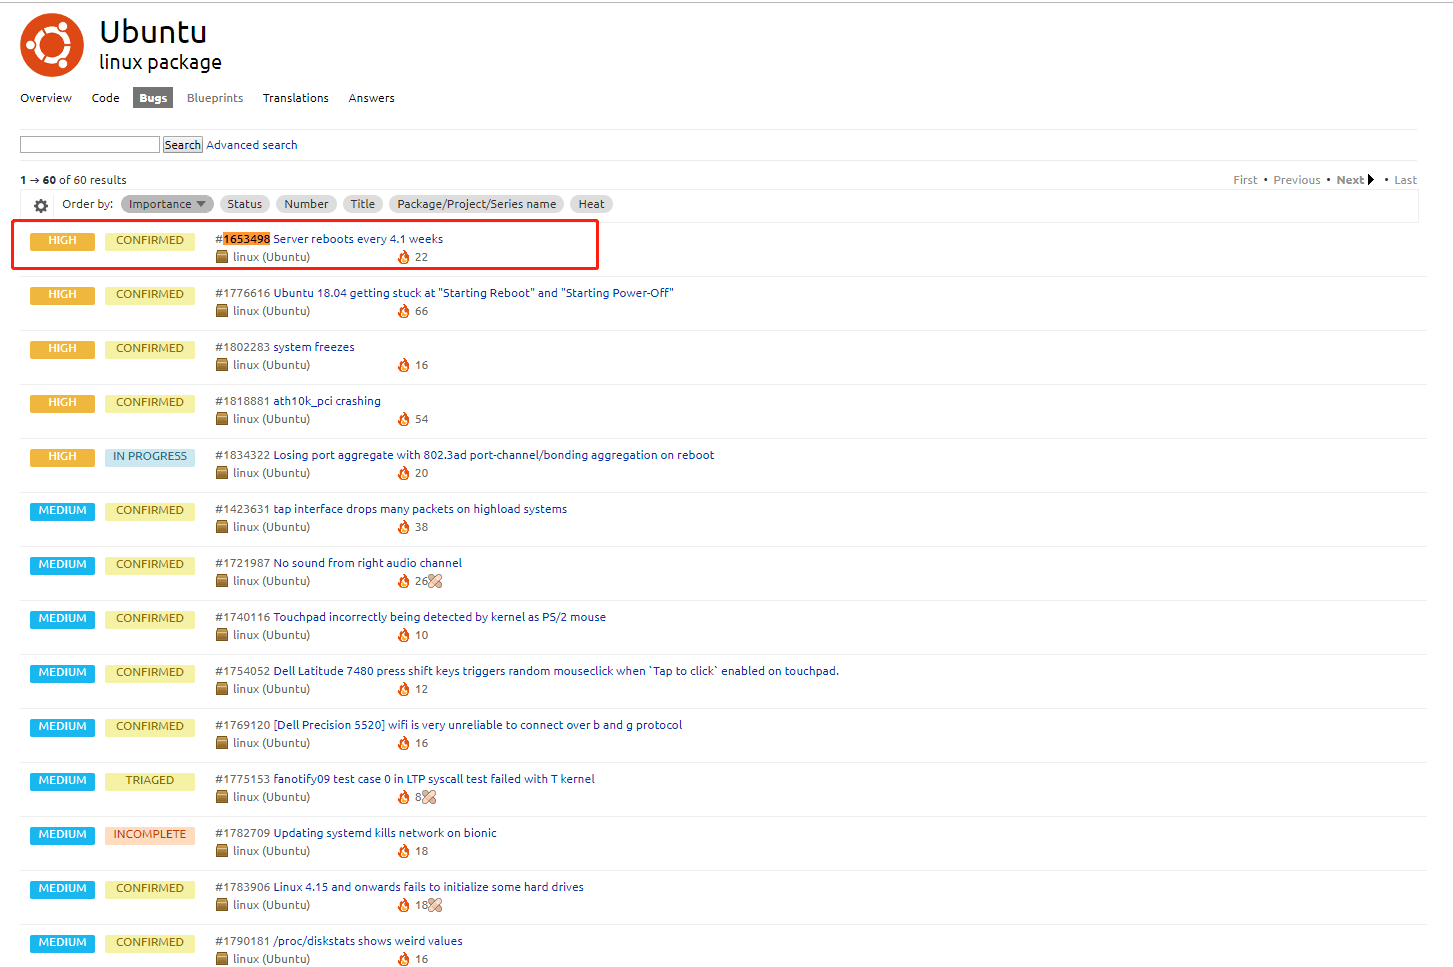 Ubuntu
linux package
Overview Code Bugs Blueprints Translations Answers
Search Advanced search
1 → 60 of 60 results First • Previous • Next • Last
Order by: Importance Status Number Title Package/Project/Series name Heat
HIGH CONFIRMED #1653498 Server reboots every 4.1 weeks
linux (Ubuntu) 22
HIGH CONFIRMED #1776616 Ubuntu 18.04 getting stuck at "Starting Reboot" and "Starting Power-Off"
linux (Ubuntu) 66
HIGH CONFIRMED #1802283 system freezes
linux (Ubuntu) 16
HIGH CONFIRMED #1818881 ath10k_pci crashing
linux (Ubuntu) 54
HIGH IN PROGRESS #1834322 Losing port aggregate with 802.3ad port-channel/bonding aggregation on reboot
linux (Ubuntu) 20
MEDIUM CONFIRMED #1423631 tap interface drops many packets on highload systems
linux (Ubuntu) 38
MEDIUM CONFIRMED #1721987 No sound from right audio channel
linux (Ubuntu) 26
MEDIUM CONFIRMED #1740116 Touchpad incorrectly being detected by kernel as PS/2 mouse
linux (Ubuntu) 10
MEDIUM CONFIRMED #1754052 Dell Latitude 7480 press shift keys triggers random mouseclick when `Tap to click` enabled on touchpad.
linux (Ubuntu) 12
MEDIUM CONFIRMED #1769120 [Dell Precision 5520] wifi is very unreliable to connect over b and g protocol
linux (Ubuntu) 16
MEDIUM TRIAGED #1775153 fanotify09 test case 0 in LTP syscall test failed with T kernel
linux (Ubuntu) 8
MEDIUM INCOMPLETE #1782709 Updating systemd kills network on bionic
linux (Ubuntu) 18
MEDIUM CONFIRMED #1783906 Linux 4.15 and onwards fails to initialize some hard drives
linux (Ubuntu) 18
MEDIUM CONFIRMED #1790181 /proc/diskstats shows weird values
linux (Ubuntu) 16